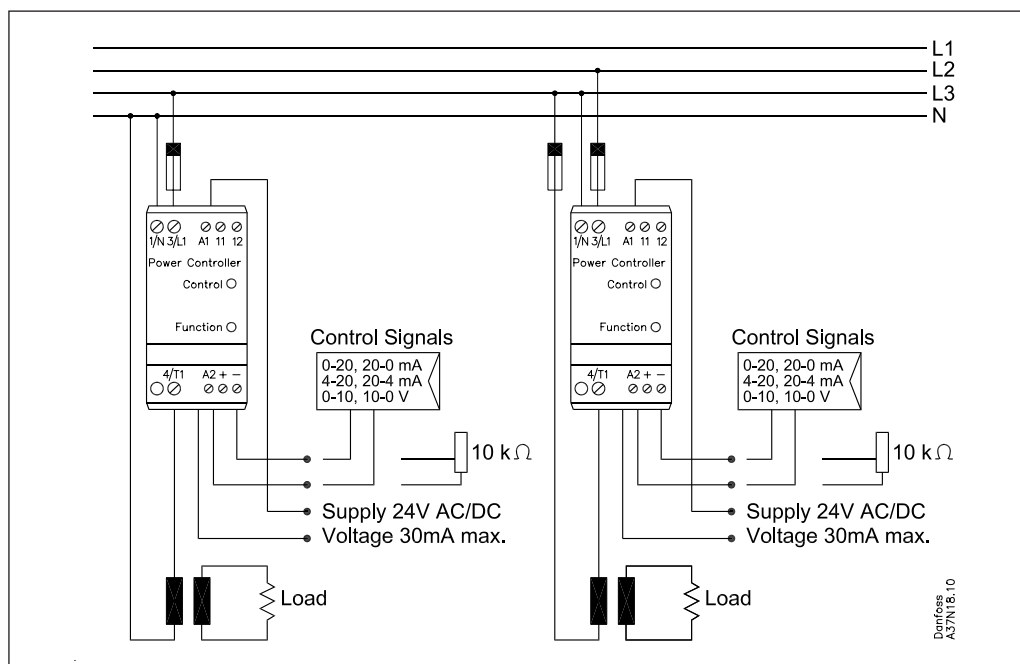 L1
L2
L3
N
1/N 3/L1 A1 11 12
Power Controller
Control
Function
4/T1 A2 + −
Control Signals
0-20, 20-0 mA
4-20, 20-4 mA
0-10, 10-0 V
10 kΩ
Supply 24V AC/DC
Voltage 30mA max.
Load
1/N 3/L1 A1 11 12
Power Controller
Control
Function
4/T1 A2 + −
Control Signals
0-20, 20-0 mA
4-20, 20-4 mA
0-10, 10-0 V
10 kΩ
Supply 24V AC/DC
Voltage 30mA max.
Load
Danfoss
A37N18.10